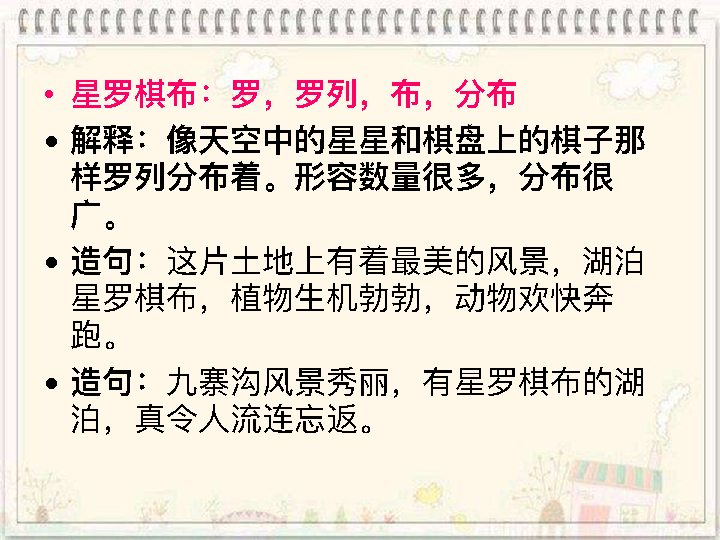 • 星罗棋布：罗，罗列，布，分布
• 解释：像天空中的星星和棋盘上的棋子那
样罗列分布着。形容数量很多，分布很
广。
• 造句：这片土地上有着最美的风景，湖泊
星罗棋布，植物生机勃勃，动物欢快奔
跑。
• 造句：九寨沟风景秀丽，有星罗棋布的湖
泊，真令人流连忘返。